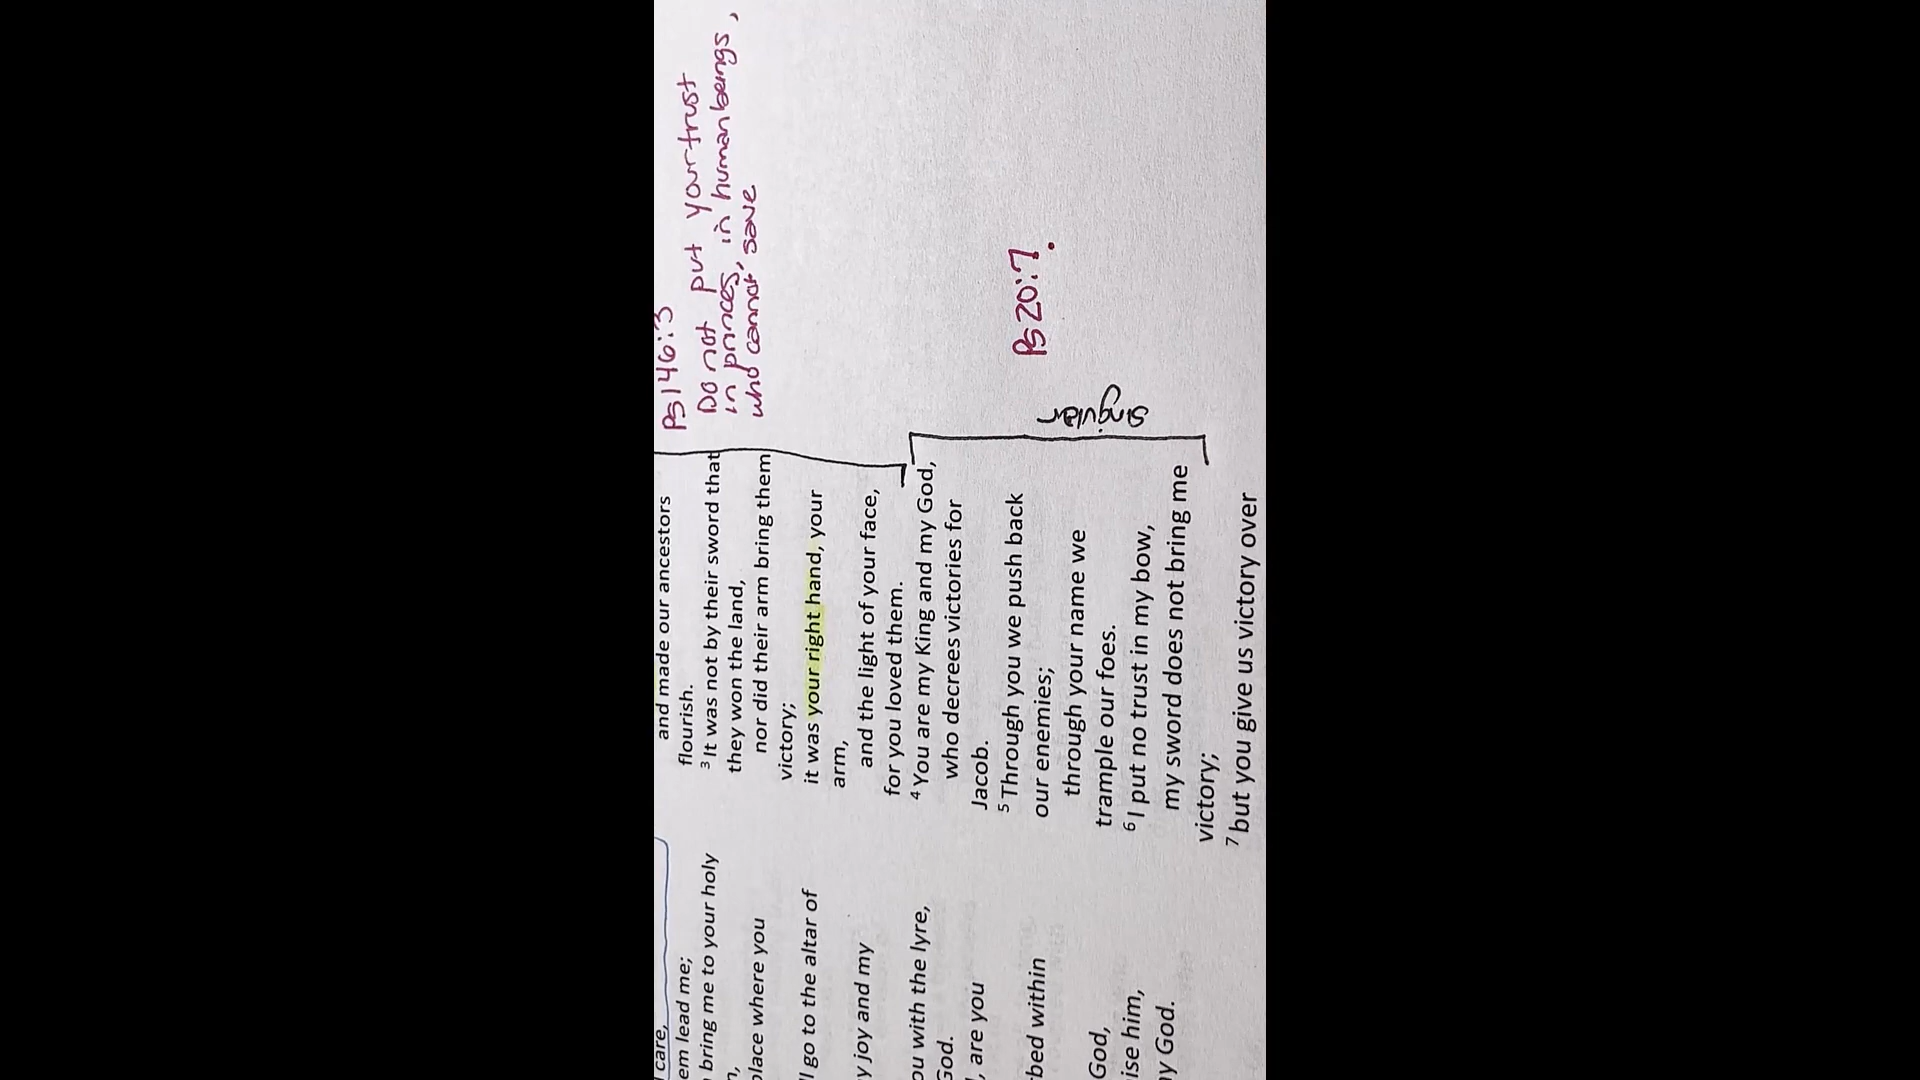 and made our ancestors
flourish.
3 It was not by their sword that
they won the land,
nor did their arm bring them
victory;
it was your right hand, your
arm,
and the light of your face,
for you loved them.
4 You are my King and my God,
who decrees victories for
Jacob.
5 Through you we push back
our enemies;
through your name we
trample our foes.
6 I put no trust in my bow,
my sword does not bring me
victory;
7 but you give us victory over
Ps 146:3
Do not put your trust
in princes, in human beings,
who cannot save
Ps 20:7.
singular
care,
em lead me;
bring me to your holy
place where you
go to the altar of
joy and my
ou with the lyre,
God.
, are you
bed within
God,
ise him,
y God.